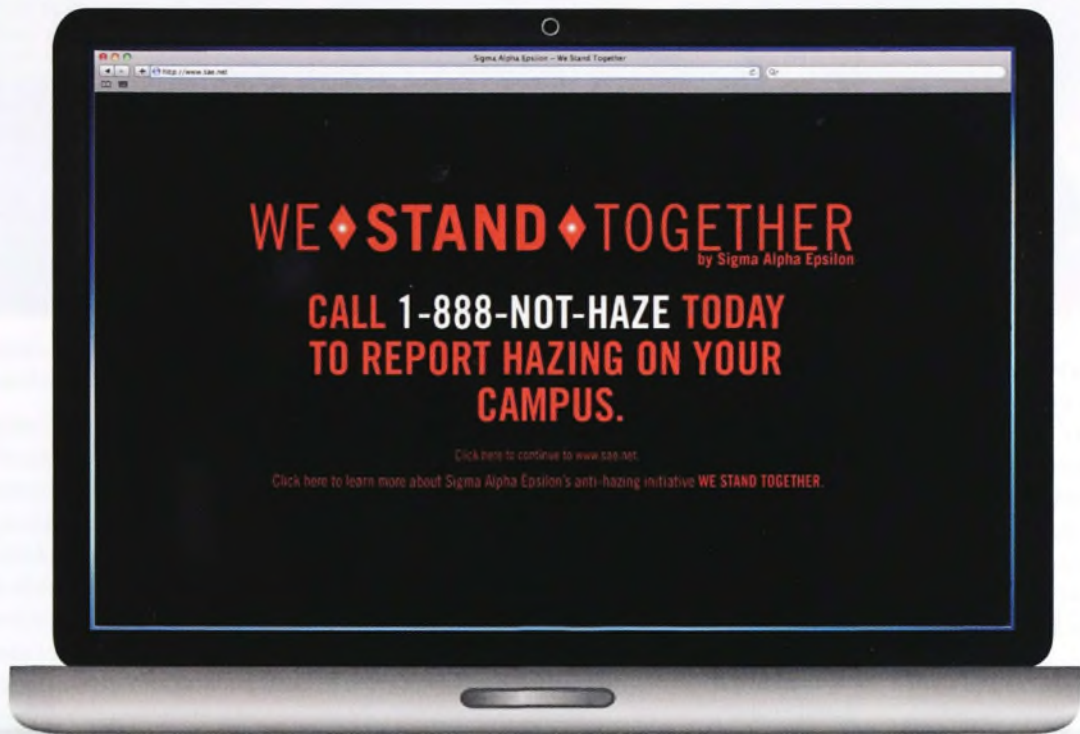 Sigma Alpha Epsilon – We Stand Together
http://www.sae.net
WE STAND TOGETHER
by Sigma Alpha Epsilon
CALL 1-888-NOT-HAZE TODAY
TO REPORT HAZING ON YOUR
CAMPUS.
Click here to continue to www.sae.net.
Click here to learn more about Sigma Alpha Epsilon's anti-hazing initiative WE STAND TOGETHER.